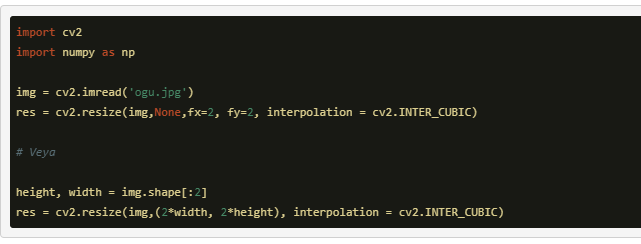 import cv2
import numpy as np
img = cv2.imread('ogu.jpg')
res = cv2.resize(img,None,fx=2, fy=2, interpolation = cv2.INTER_CUBIC)
# Veya
height, width = img.shape[:2]
res = cv2.resize(img,(2*width, 2*height), interpolation = cv2.INTER_CUBIC)